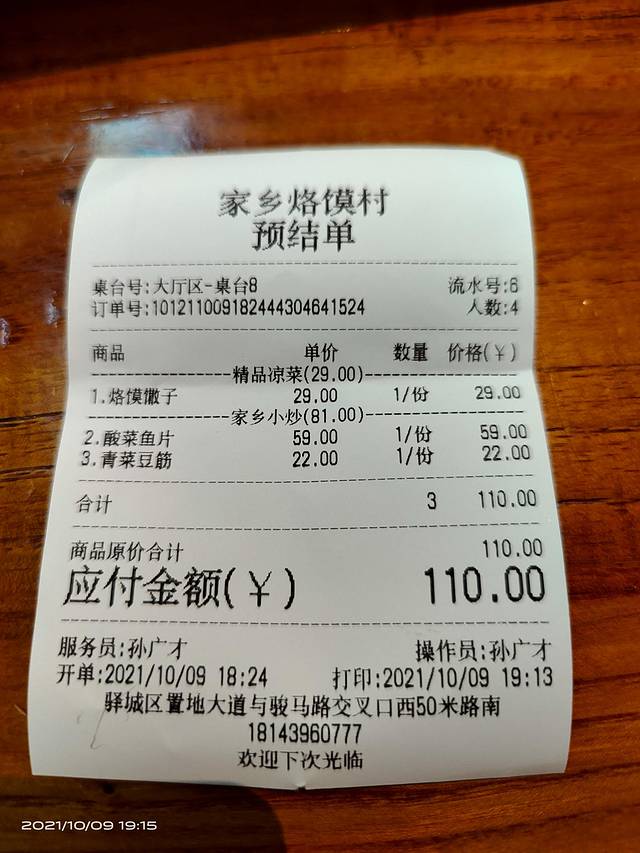 家乡烙馍村
预结单
桌台号:大厅区-桌台8 流水号:6
订单号:101211009182444304641524 人数:4
商品 单价 数量 价格(￥)
精品凉菜(29.00)
1.烙馍馓子 29.00 1/份 29.00
家乡小炒(81.00)
2.酸菜鱼片 59.00 1/份 59.00
3.青菜豆筋 22.00 1/份 22.00
合计 3 110.00
商品原价合计 110.00
应付金额(￥) 110.00
服务员:孙广才 操作员:孙广才
开单:2021/10/09 18:24 打印:2021/10/09 19:13
驿城区置地大道与骏马路交叉口西50米路南
18143960777
欢迎下次光临
2021/10/09 19:15